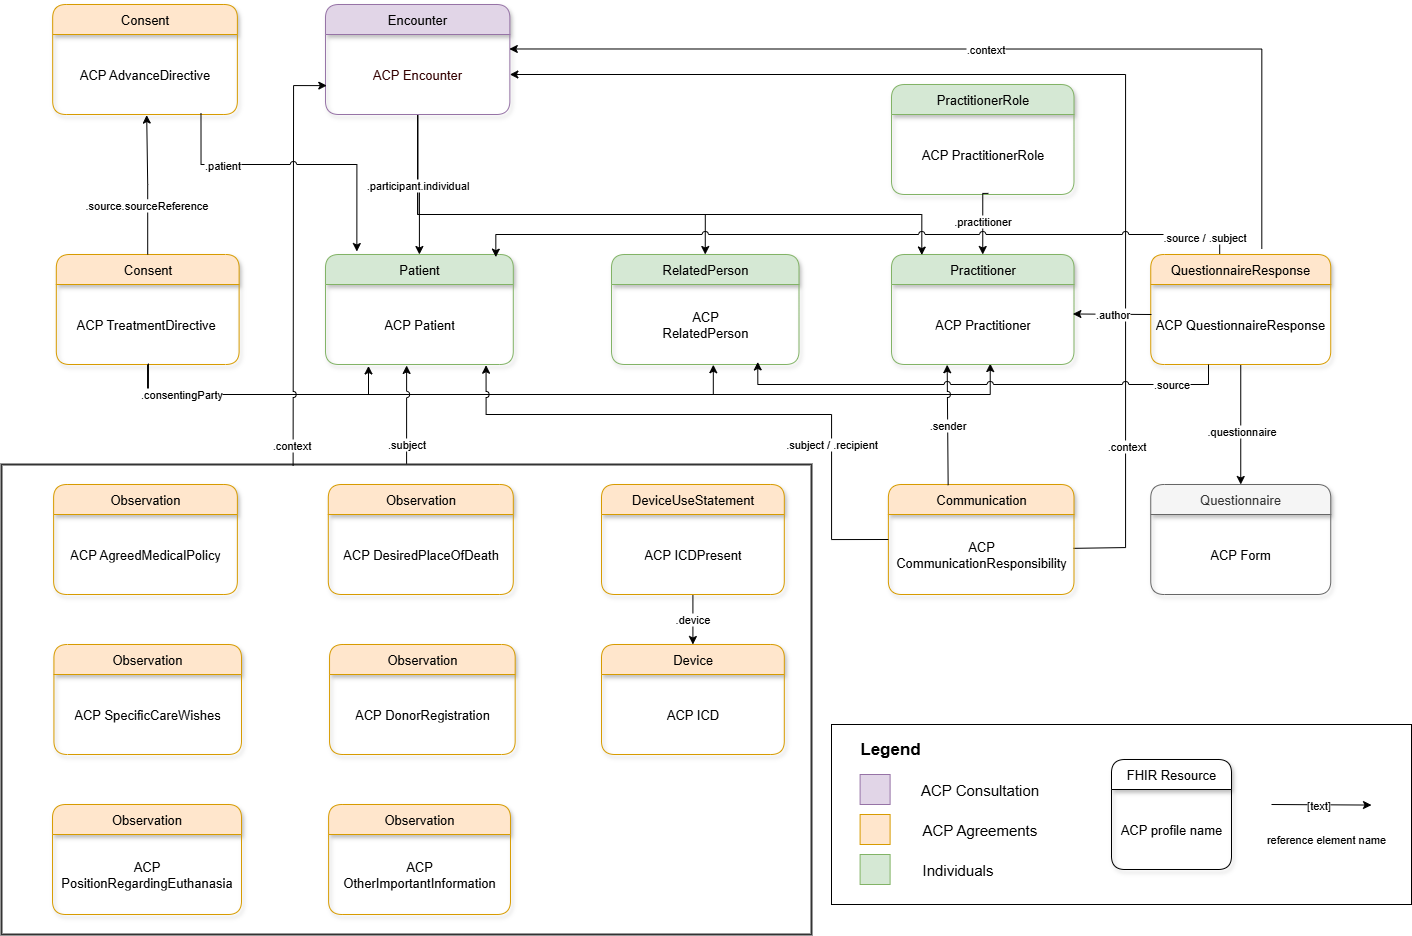 Consent
ACP AdvanceDirective
Encounter
ACP Encounter
.context
PractitionerRole
ACP PractitionerRole
.patient
.participant.individual
.source.sourceReference
.practitioner
.source / .subject
Consent
ACP TreatmentDirective
Patient
ACP Patient
RelatedPerson
ACP
RelatedPerson
Practitioner
ACP Practitioner
.author
QuestionnaireResponse
ACP QuestionnaireResponse
.consentingParty
.source
.context
.subject
.subject / .recipient
.sender
.context
.questionnaire
Observation
ACP AgreedMedicalPolicy
Observation
ACP DesiredPlaceOfDeath
DeviceUseStatement
ACP ICDPresent
Communication
ACP
CommunicationResponsibility
Questionnaire
ACP Form
.device
Observation
ACP SpecificCareWishes
Observation
ACP DonorRegistration
Device
ACP ICD
Observation
ACP
PositionRegardingEuthanasia
Observation
ACP
OtherImportantInformation
Legend
ACP Consultation
ACP Agreements
Individuals
FHIR Resource
ACP profile name
[text]
reference element name